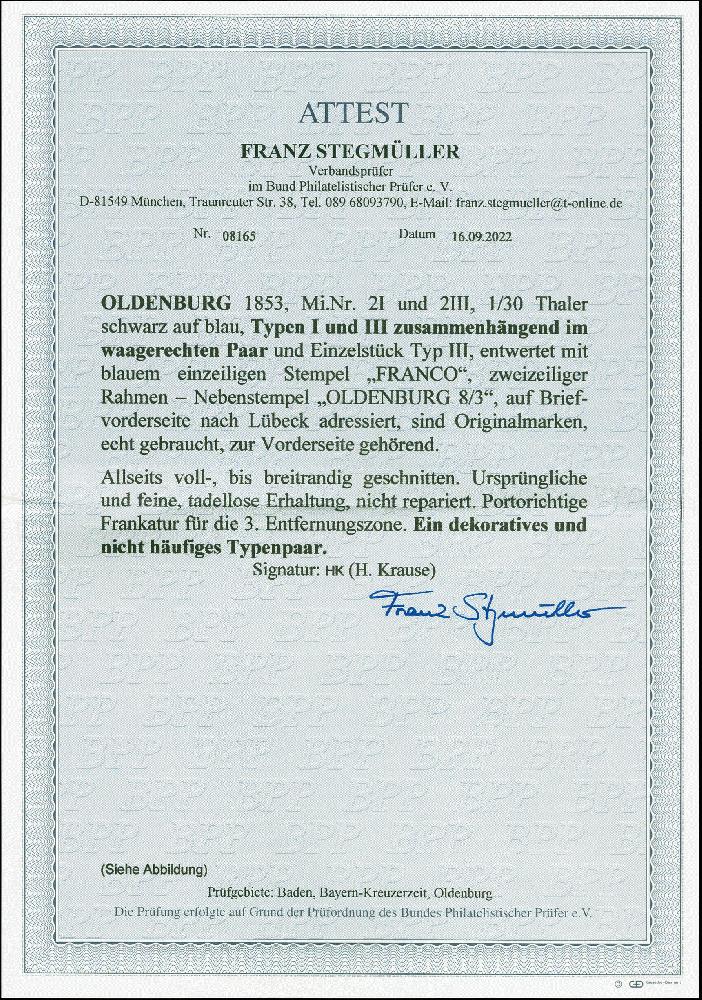 ATTEST
FRANZ STEGMÜLLER
Verbandsprüfer
im Bund Philatelistischer Prüfer e. V.
D-81549 München, Traunreuter Str. 38, Tel. 089 68093790, E-Mail: franz.stegmueller@t-online.de
Nr. 08165 Datum 16.09.2022
OLDENBURG 1853, Mi.Nr. 2I und 2III, 1/30 Thaler
schwarz auf blau, Typen I und III zusammenhängend im
waagerechten Paar und Einzelstück Typ III, entwertet mit
blauem einzeiligen Stempel „FRANCO“, zweizeiliger
Rahmen – Nebenstempel „OLDENBURG 8/3“, auf Brief-
vorderseite nach Lübeck adressiert, sind Originalmarken,
echt gebraucht, zur Vorderseite gehörend.
Allseits voll-, bis breitrandig geschnitten. Ursprüngliche
und feine, tadellose Erhaltung, nicht repariert. Portorichtige
Frankatur für die 3. Entfernungszone. Ein dekoratives und
nicht häufiges Typenpaar.
Signatur: HK (H. Krause)
Franz Stegmüller
(Siehe Abbildung)
Prüfgebiete: Baden, Bayern-Kreuzerzeit, Oldenburg
Die Prüfung erfolgte auf Grund der Prüfordnung des Bundes Philatelistischer Prüfer e.V.